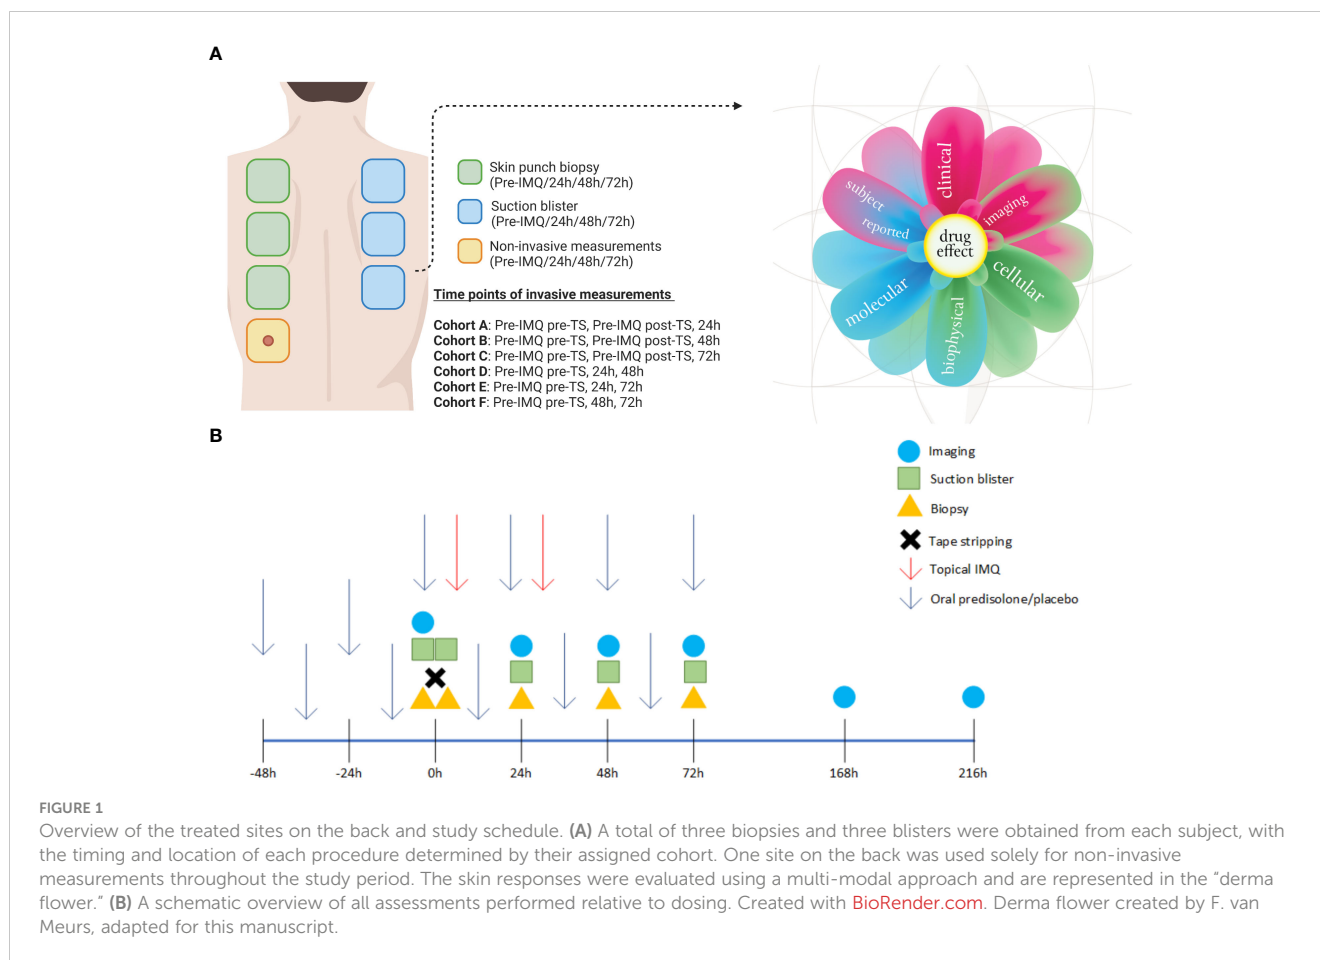 A
Skin punch biopsy
(Pre-IMQ/24h/48h/72h)
Suction blister
(Pre-IMQ/24h/48h/72h)
Non-invasive measurements
(Pre-IMQ/24h/48h/72h)
Time points of invasive measurements
Cohort A: Pre-IMQ pre-TS, Pre-IMQ post-TS, 24h
Cohort B: Pre-IMQ pre-TS, Pre-IMQ post-TS, 48h
Cohort C: Pre-IMQ pre-TS, Pre-IMQ post-TS, 72h
Cohort D: Pre-IMQ pre-TS, 24h, 48h
Cohort E: Pre-IMQ pre-TS, 24h, 72h
Cohort F: Pre-IMQ pre-TS, 48h, 72h
clinical
imaging
cellular
biophysical
molecular
subject
reported
drug
effect
B
Imaging
Suction blister
Biopsy
Tape stripping
Topical IMQ
Oral predisolone/placebo
-48h
-24h
0h
24h
48h
72h
168h
216h
FIGURE 1
Overview of the treated sites on the back and study schedule. (A) A total of three biopsies and three blisters were obtained from each subject, with
the timing and location of each procedure determined by their assigned cohort. One site on the back was used solely for non-invasive
measurements throughout the study period. The skin responses were evaluated using a multi-modal approach and are represented in the “derma
flower.” (B) A schematic overview of all assessments performed relative to dosing. Created with BioRender.com. Derma flower created by F. van
Meurs, adapted for this manuscript.